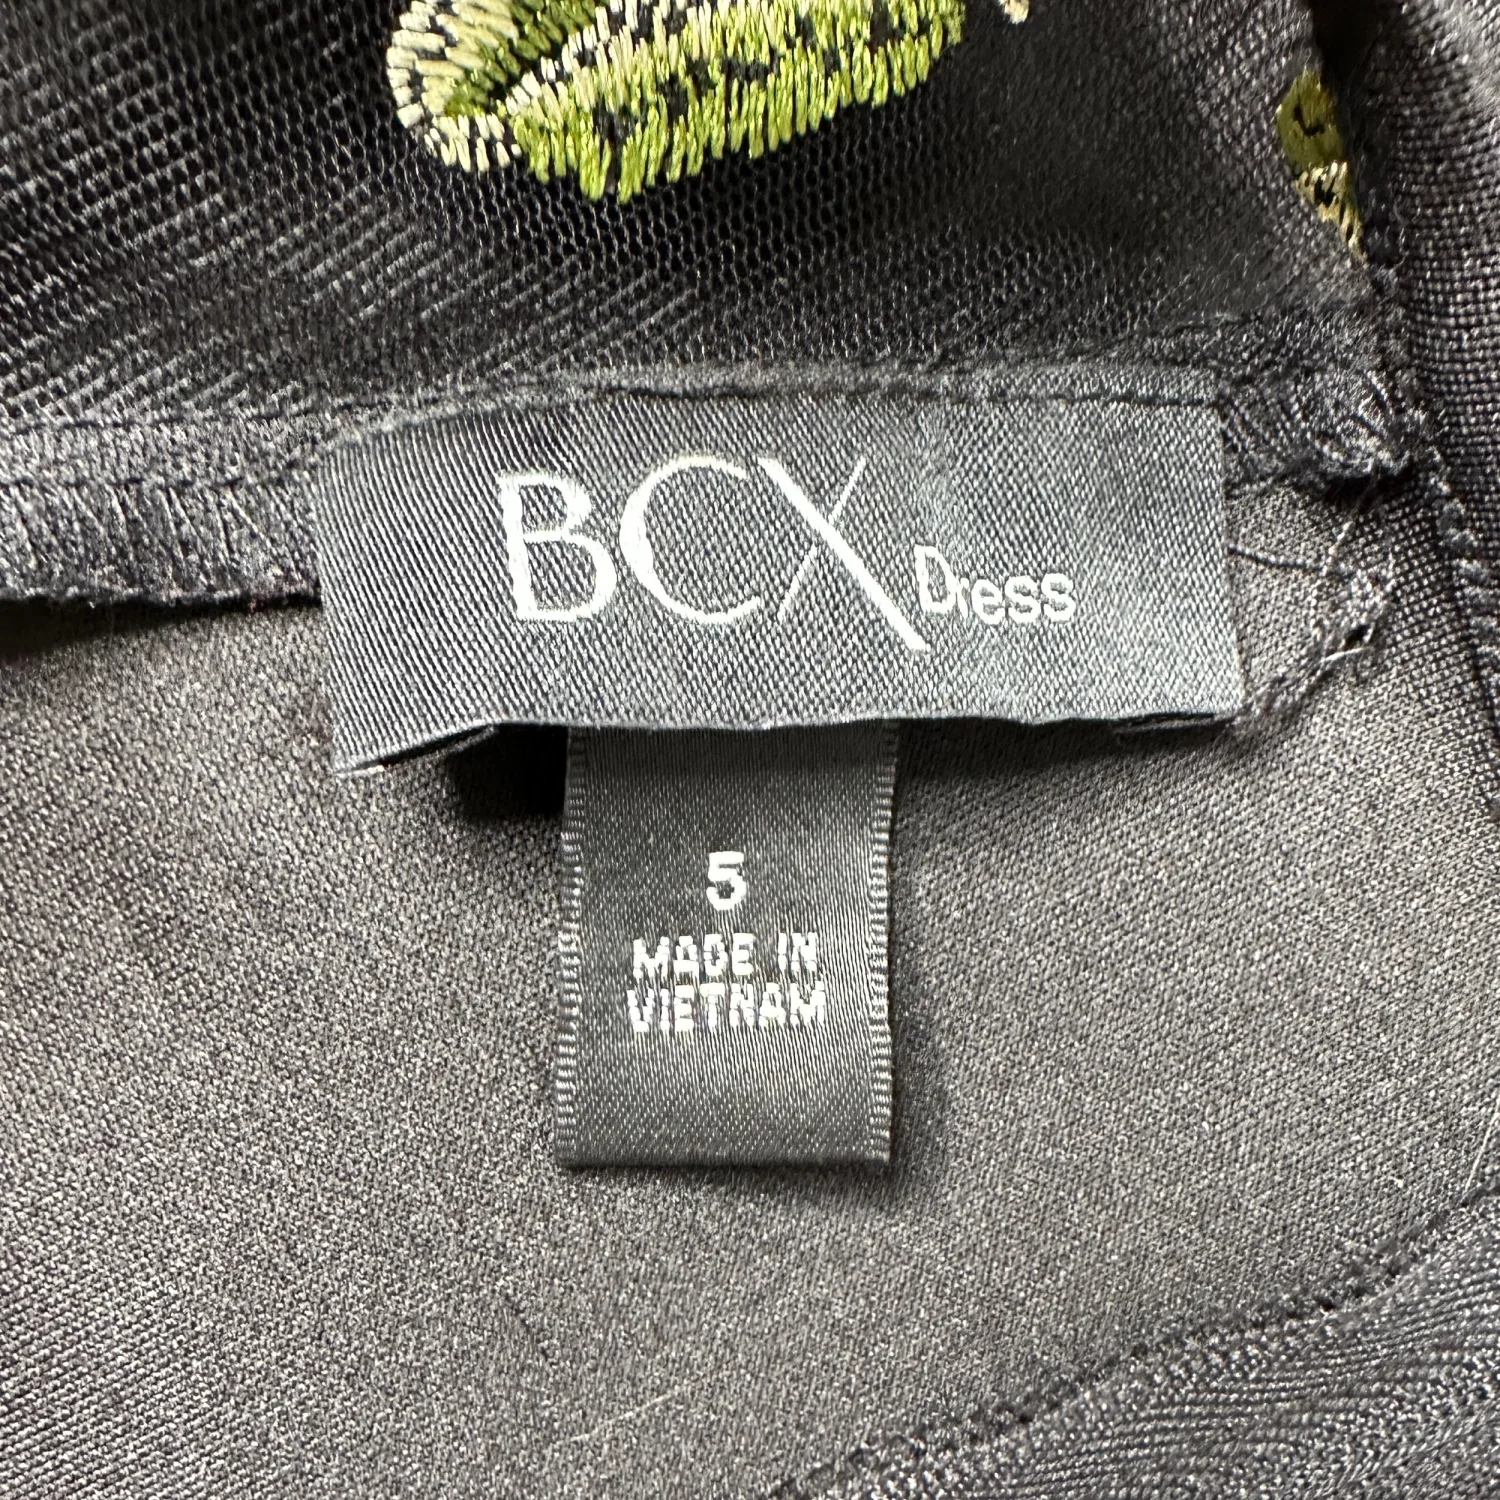 BCX Dress
5
MADE IN
VIETNAM